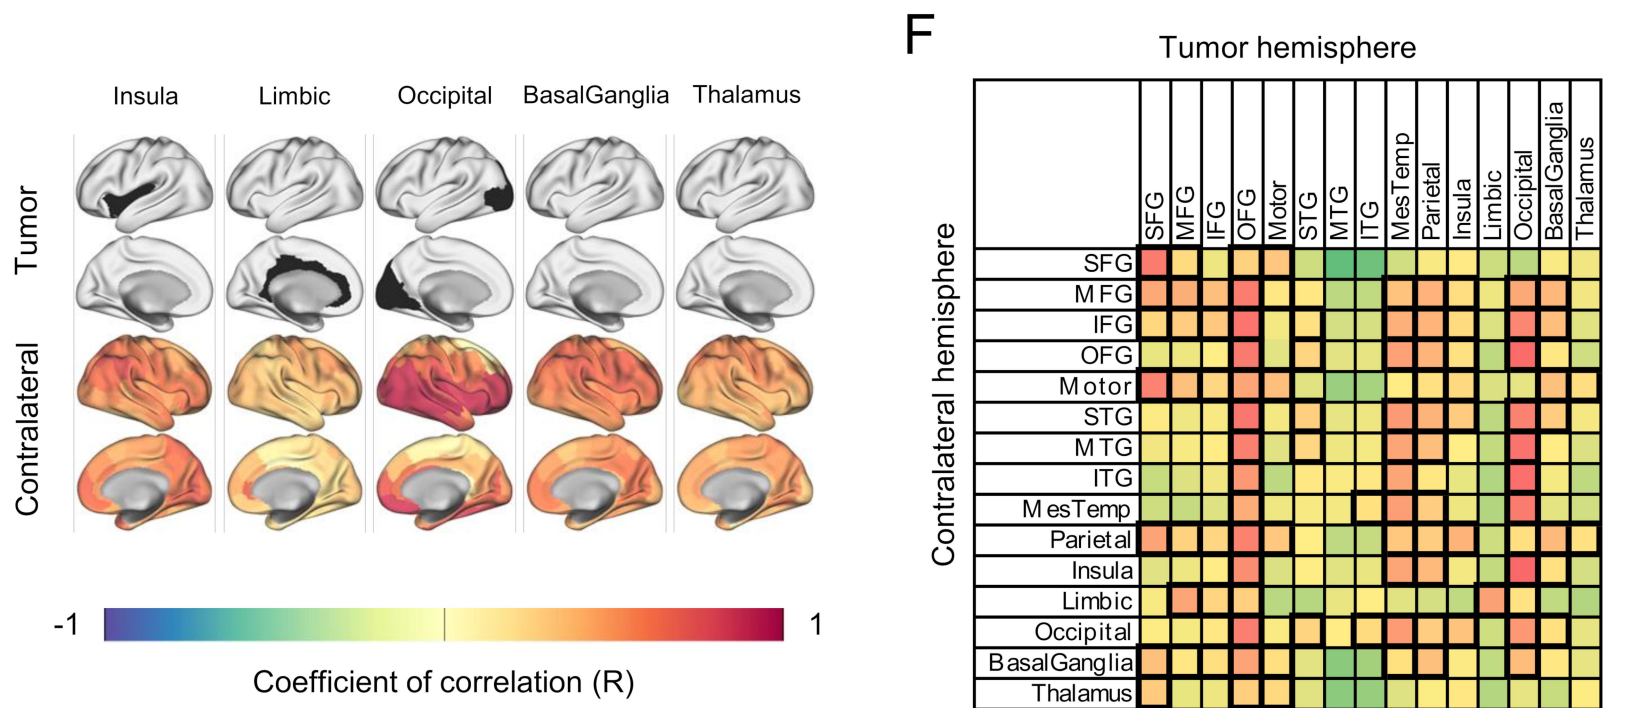 F
Tumor hemisphere
Insula
Limbic
Occipital
BasalGanglia
Thalamus
Tumor
Contralateral
-1
1
Coefficient of correlation (R)
SFG
MFG
IFG
OFG
Motor
STG
MTG
ITG
MesTemp
Parietal
Insula
Limbic
Occipital
BasalGanglia
Thalamus
Contralateral hemisphere
SFG
MFG
IFG
OFG
Motor
STG
MTG
ITG
MesTemp
Parietal
Insula
Limbic
Occipital
BasalGanglia
Thalamus